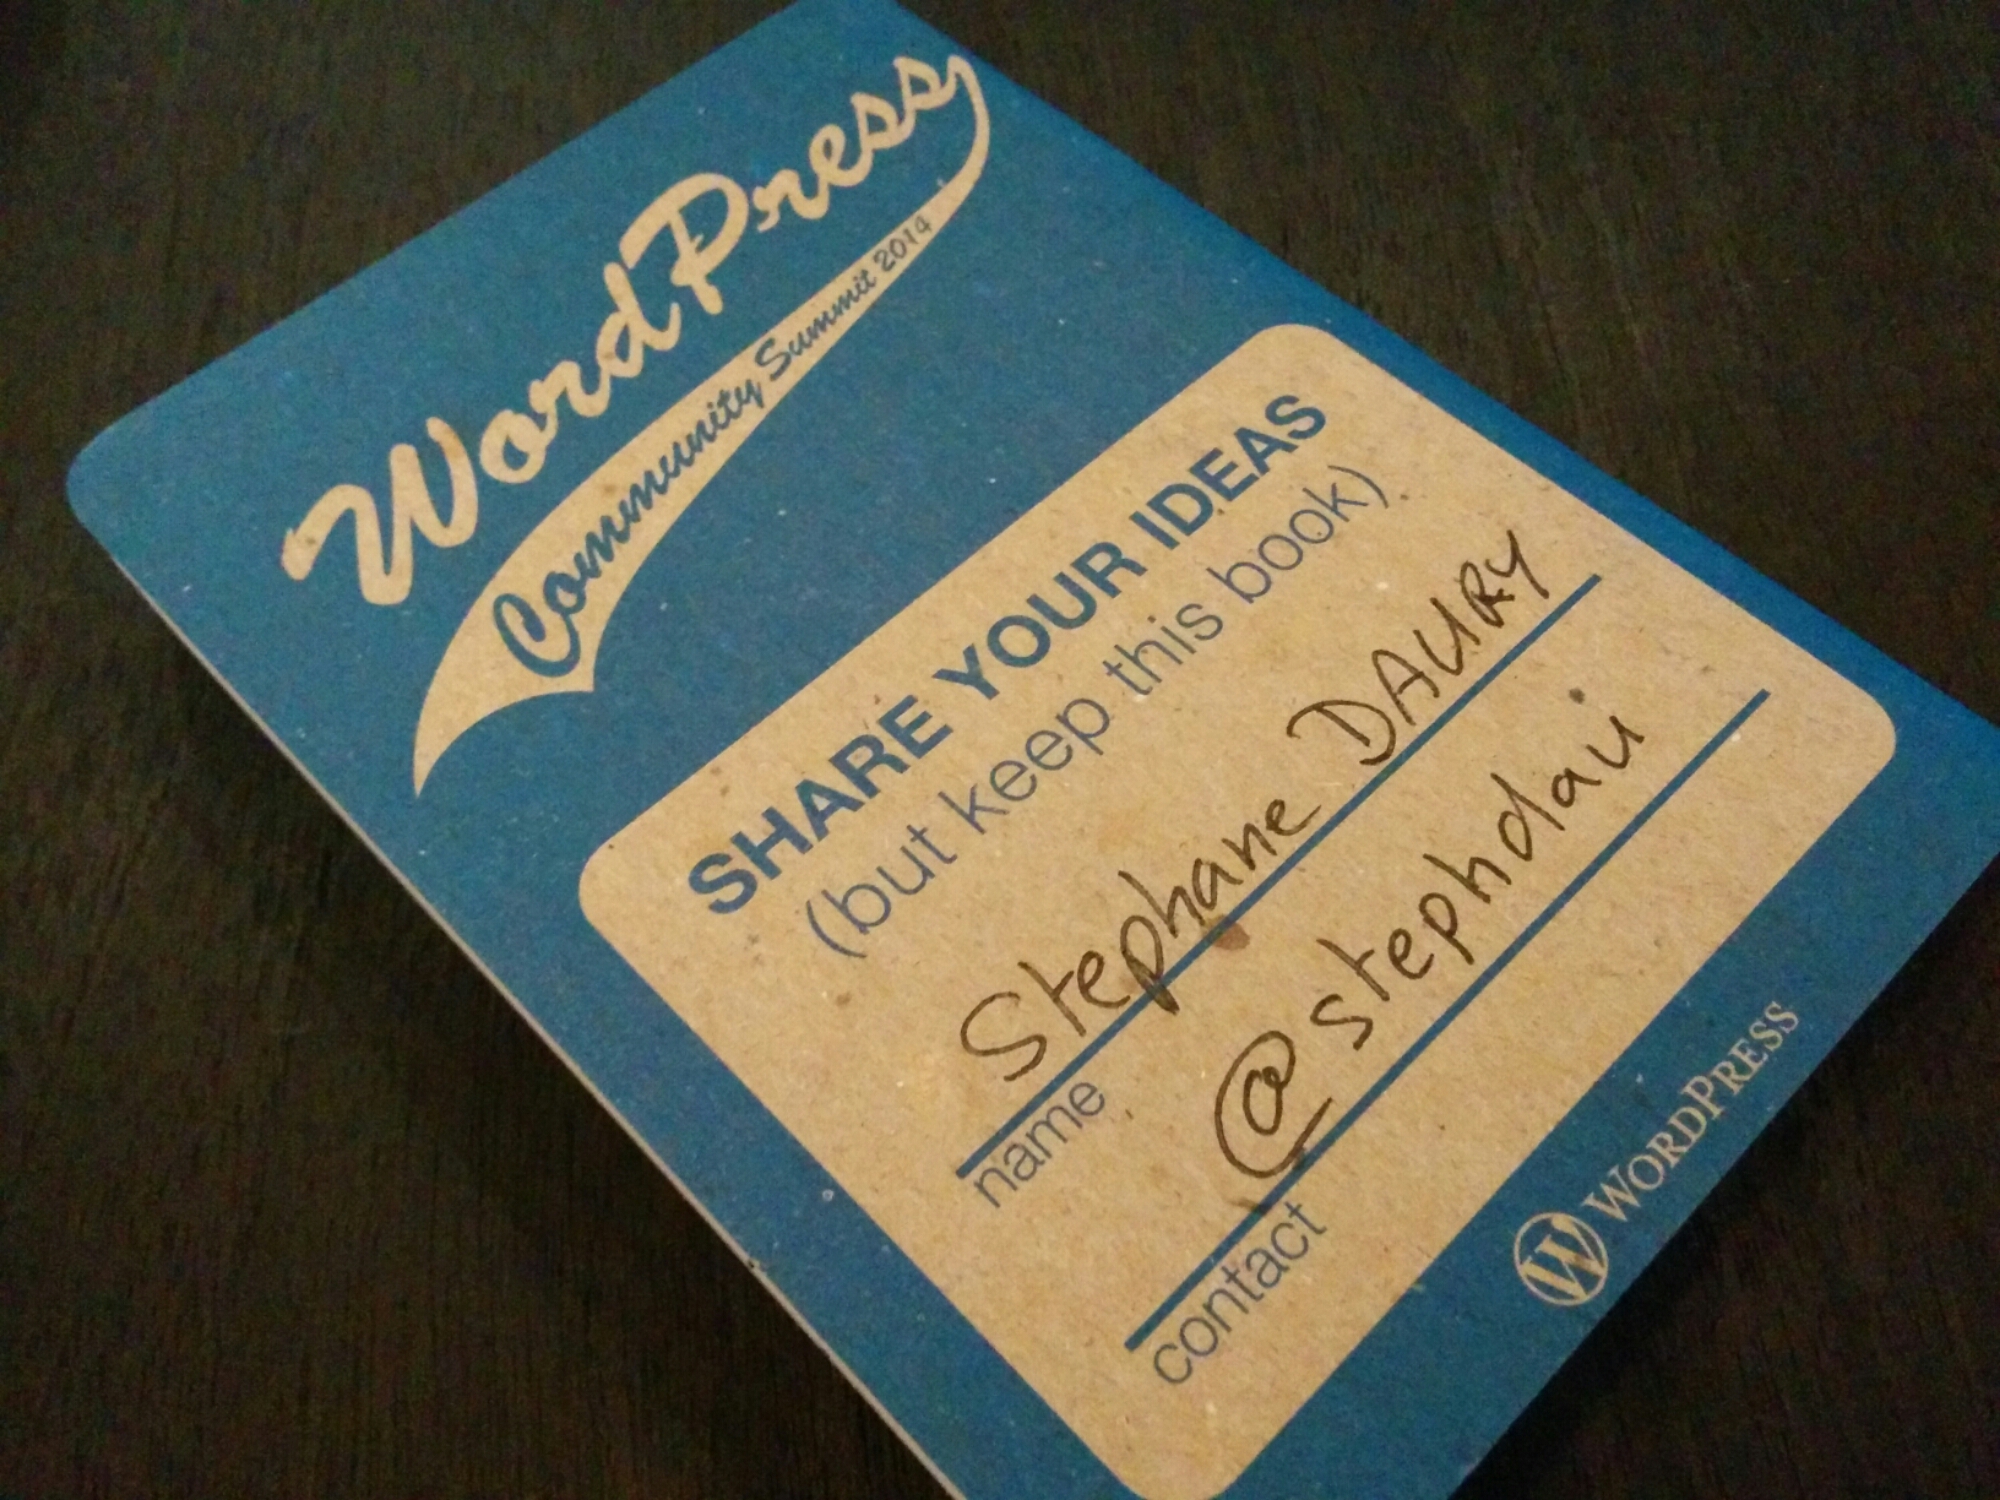 WordPress
Community Summit 2014
SHARE YOUR IDEAS
(but keep this book)
Stephane DAURY
name
@stephdau
contact
WORDPRESS